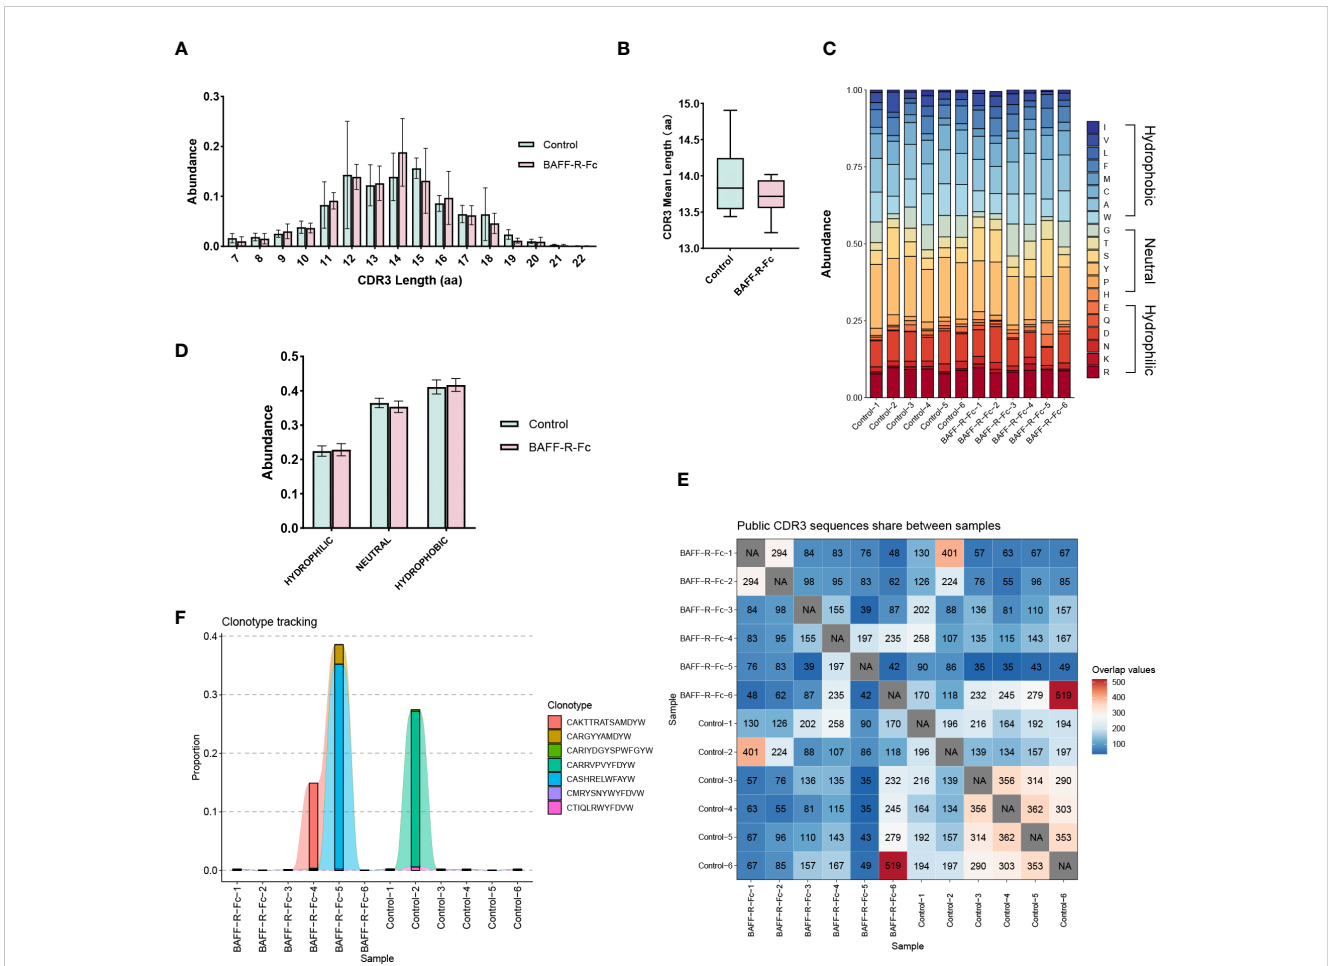 A
B
C
0.3
0.2
0.1
0.0
Abundance
Control
BAFF-R-Fc
7 8 9 10 11 12 13 14 15 16 17 18 19 20 21 22
CDR3 Length (aa)
15.0
14.5
14.0
13.5
13.0
CDR3 Mean Length (aa)
Control
BAFF-R-Fc
1.00
0.75
0.50
0.25
0.00
Abundance
Control-1
Control-2
Control-3
Control-4
Control-5
Control-6
BAFF-R-Fc-1
BAFF-R-Fc-2
BAFF-R-Fc-3
BAFF-R-Fc-4
BAFF-R-Fc-5
BAFF-R-Fc-6
I
V
L
F
M
C
A
W
G
T
S
Y
P
H
E
Q
D
N
K
R
Hydrophobic
Neutral
Hydrophilic
D
0.5
0.4
0.3
0.2
0.1
0.0
Abundance
Control
BAFF-R-Fc
HYDROPHILIC
NEUTRAL
HYDROPHOBIC
E
Public CDR3 sequences share between samples
BAFF-R-Fc-1 NA 294 84 83 76 48 130 401 57 63 67 67
BAFF-R-Fc-2 294 NA 98 95 83 62 126 224 76 55 96 85
BAFF-R-Fc-3 84 98 NA 155 39 87 202 88 136 81 110 157
BAFF-R-Fc-4 83 95 155 NA 197 235 258 107 135 115 143 167
BAFF-R-Fc-5 76 83 39 197 NA 42 90 86 35 35 43 49
BAFF-R-Fc-6 48 62 87 235 42 NA 170 118 232 245 279 519
Control-1 130 126 202 258 90 170 NA 196 216 164 192 194
Control-2 401 224 88 107 86 118 196 NA 139 134 157 197
Control-3 57 76 136 135 35 232 216 139 NA 356 314 290
Control-4 63 55 81 115 35 245 164 134 356 NA 362 303
Control-5 67 96 110 143 43 279 192 157 314 362 NA 353
Control-6 67 85 157 167 49 519 194 197 290 303 353 NA
Sample
BAFF-R-Fc-1
BAFF-R-Fc-2
BAFF-R-Fc-3
BAFF-R-Fc-4
BAFF-R-Fc-5
BAFF-R-Fc-6
Control-1
Control-2
Control-3
Control-4
Control-5
Control-6
Sample
Overlap values
500
400
300
200
100
F
Clonotype tracking
0.4
0.3
0.2
0.1
0.0
Proportion
BAFF-R-Fc-1
BAFF-R-Fc-2
BAFF-R-Fc-3
BAFF-R-Fc-4
BAFF-R-Fc-5
BAFF-R-Fc-6
Control-1
Control-2
Control-3
Control-4
Control-5
Control-6
Sample
Clonotype
CAKTTRATSAMDYW
CARGYYAMDYW
CARIYDGYSPWFGYW
CARRVPVYFDYW
CASHRELWFAYW
CMRYSNYWYFDVW
CTIQLRWYFDVW